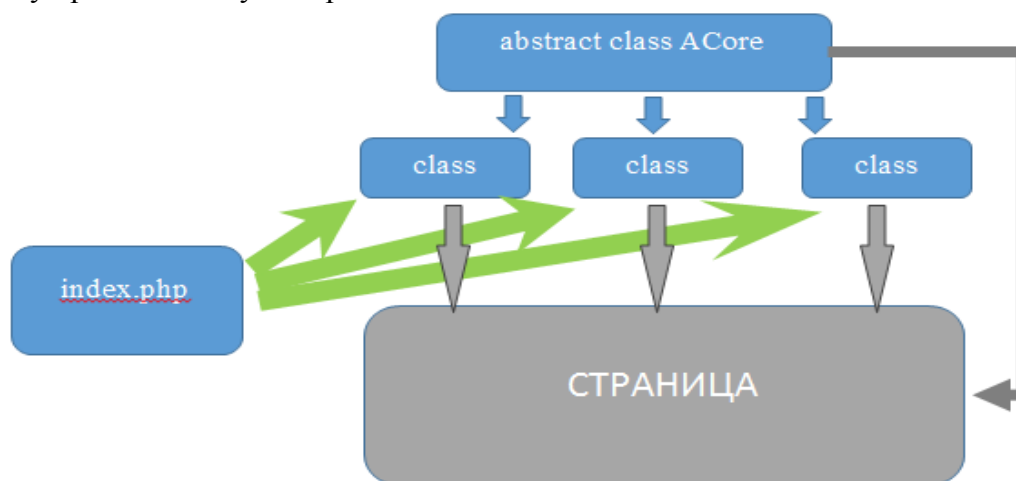 abstract class ACore
class
class
class
index.php
СТРАНИЦА